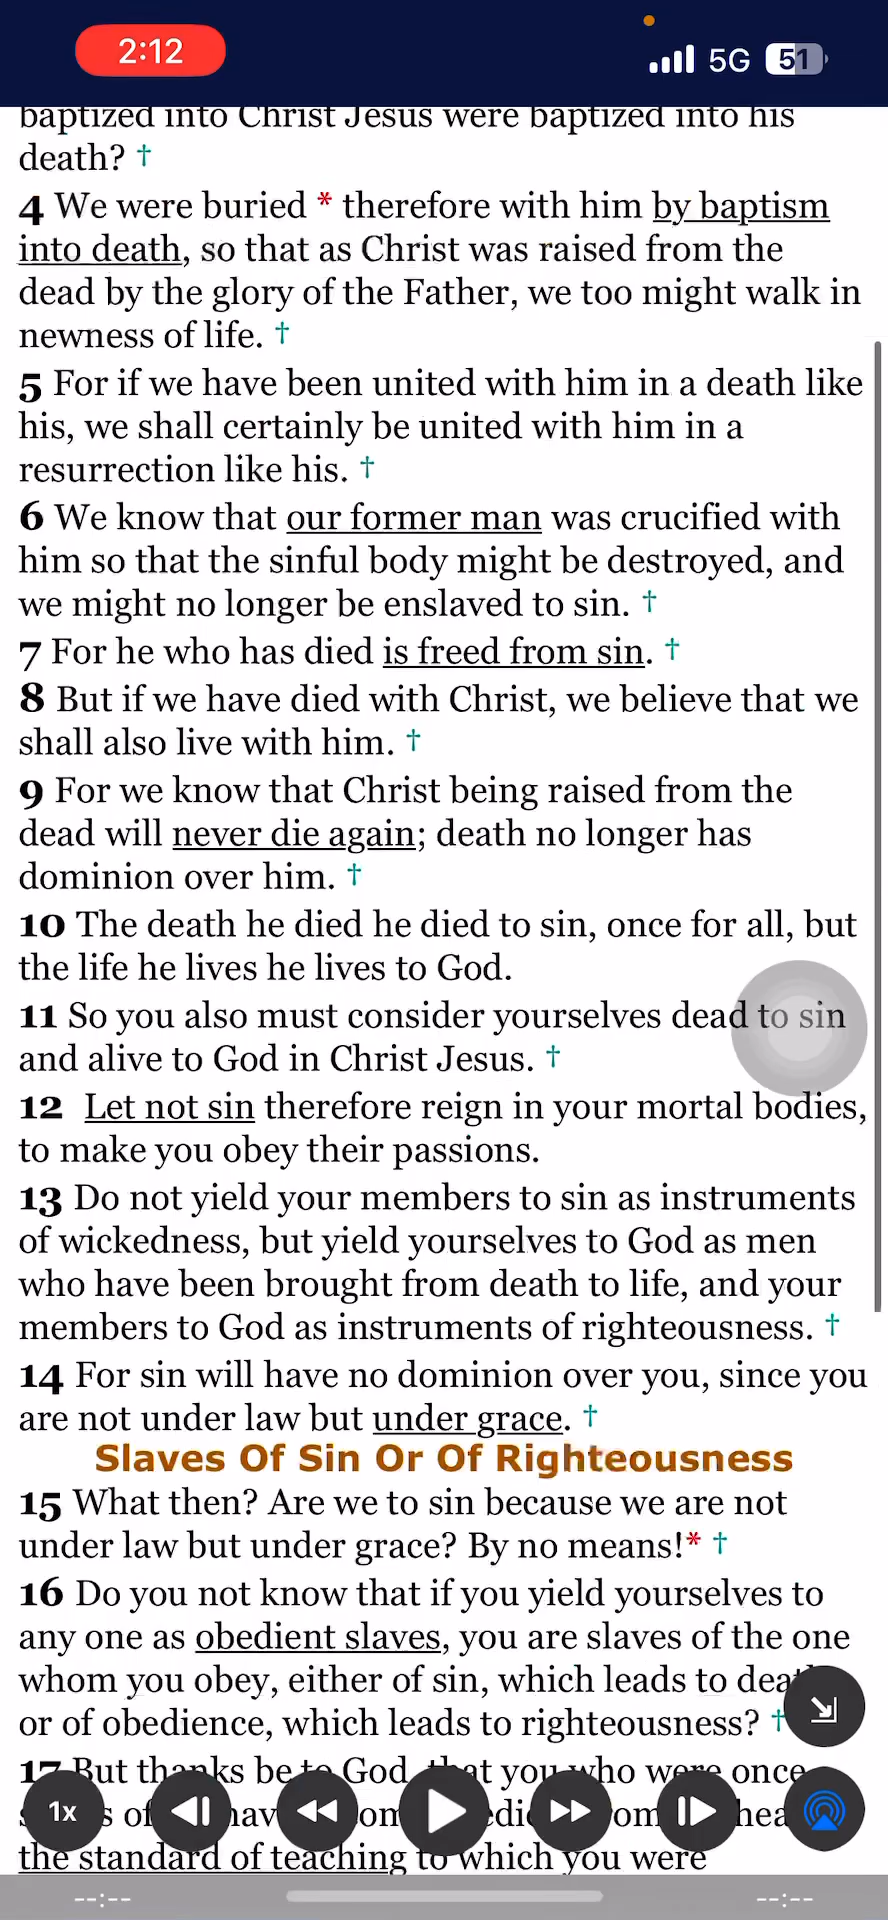 2:12
5G 51
baptized into Christ Jesus were baptized into his
death? †
4 We were buried * therefore with him by baptism
into death, so that as Christ was raised from the
dead by the glory of the Father, we too might walk in
newness of life. †
5 For if we have been united with him in a death like
his, we shall certainly be united with him in a
resurrection like his. †
6 We know that our former man was crucified with
him so that the sinful body might be destroyed, and
we might no longer be enslaved to sin. †
7 For he who has died is freed from sin. †
8 But if we have died with Christ, we believe that we
shall also live with him. †
9 For we know that Christ being raised from the
dead will never die again; death no longer has
dominion over him. †
10 The death he died he died to sin, once for all, but
the life he lives he lives to God.
11 So you also must consider yourselves dead to sin
and alive to God in Christ Jesus. †
12 Let not sin therefore reign in your mortal bodies,
to make you obey their passions.
13 Do not yield your members to sin as instruments
of wickedness, but yield yourselves to God as men
who have been brought from death to life, and your
members to God as instruments of righteousness. †
14 For sin will have no dominion over you, since you
are not under law but under grace. †
Slaves Of Sin Or Of Righteousness
15 What then? Are we to sin because we are not
under law but under grace? By no means!* †
16 Do you not know that if you yield yourselves to
any one as obedient slaves, you are slaves of the one
whom you obey, either of sin, which leads to
or of obedience, which leads to righteousness? †
17 But thanks be to God, that you who were once
1x of
the standard of teaching to which you were
--:-- --:--